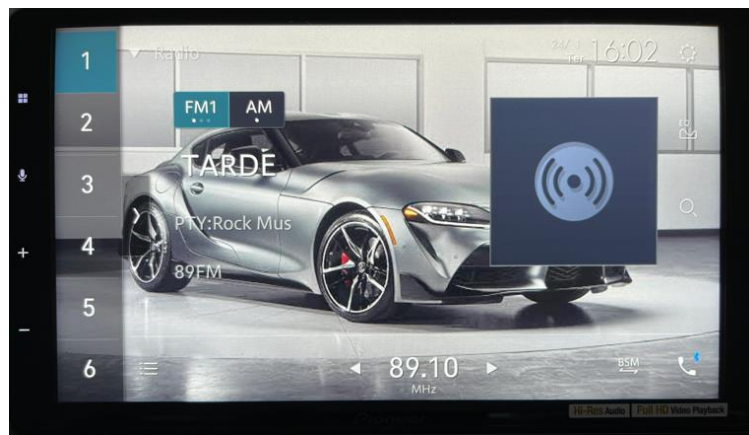 1
2
3
4
5
6
Radio
24/ 1
Ter
16:02
FM1
AM
TARDE
PTY:Rock Mus
89FM
89.10
MHz
BSM
Hi-Res Audio
Full HD Video Playback